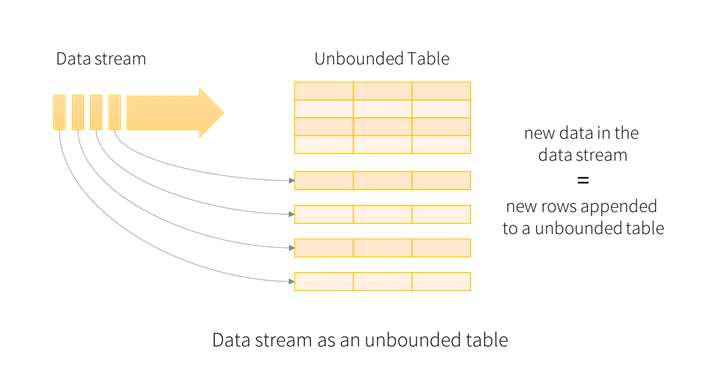 Data stream
Unbounded Table
new data in the
data stream
=
new rows appended
to a unbounded table
Data stream as an unbounded table